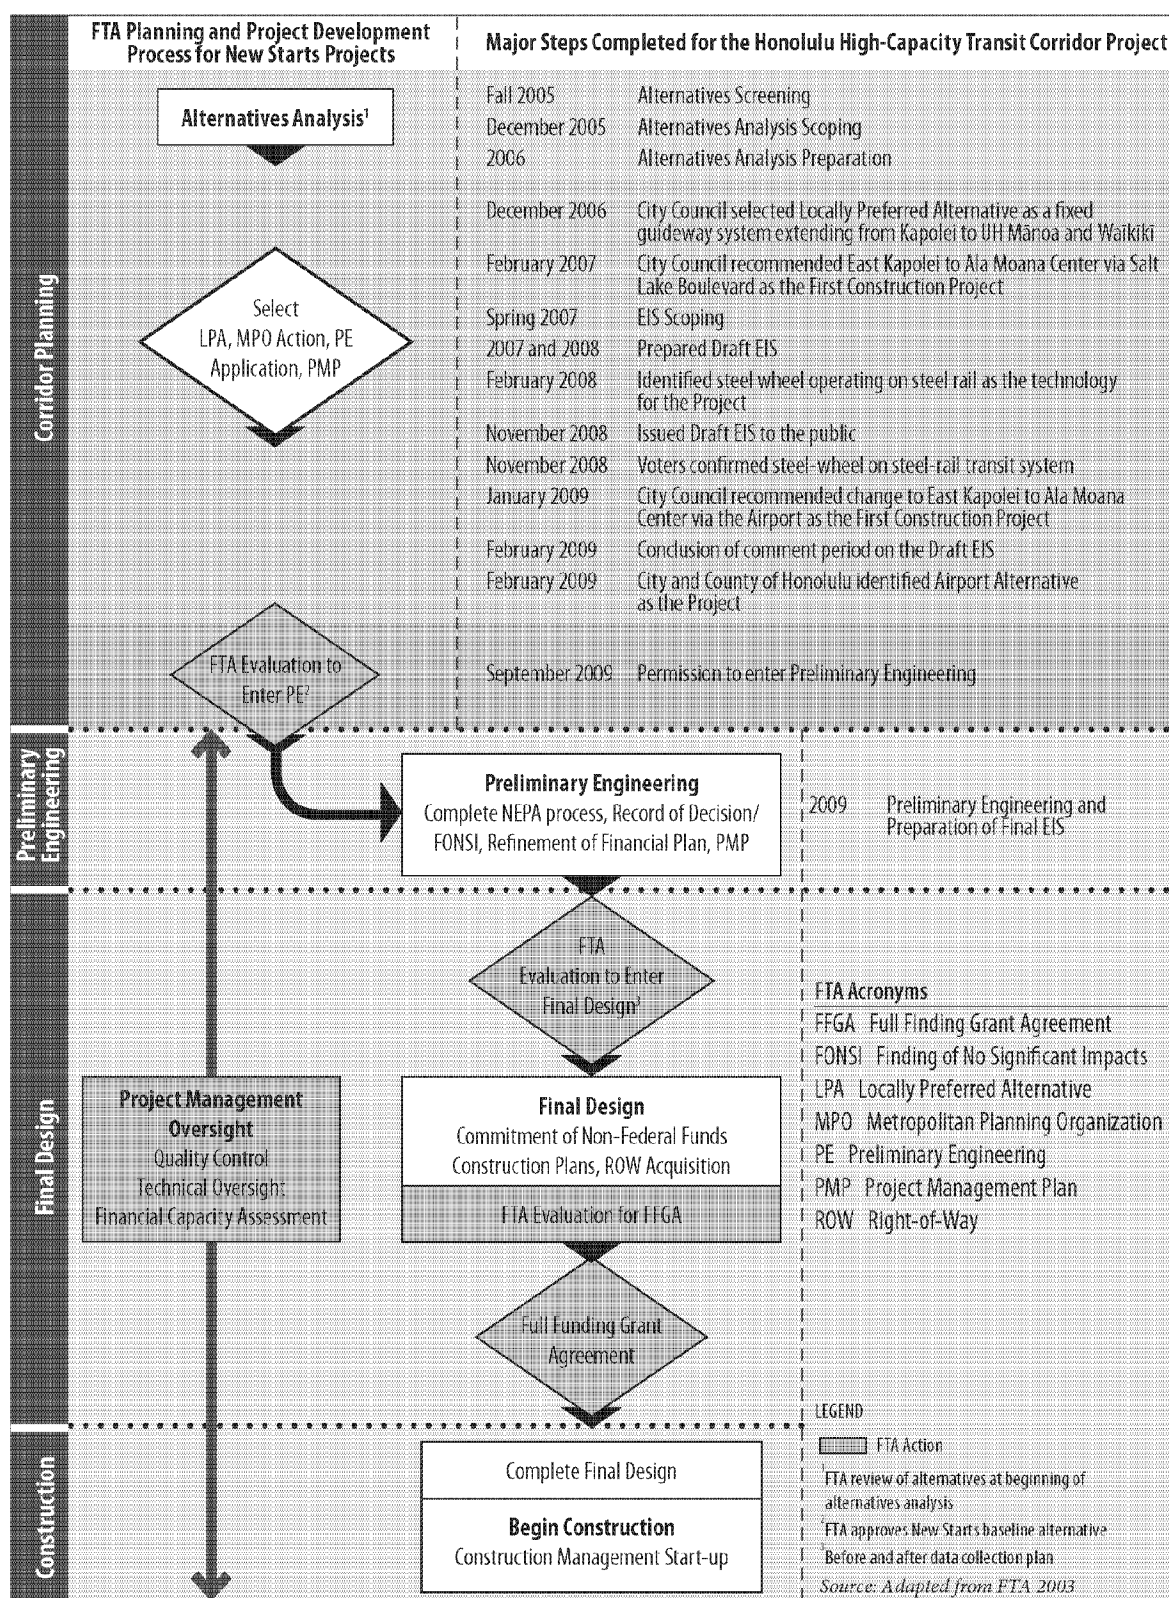 FTA Planning and Project Development
Process for New Starts Projects
Major Steps Completed for the Honolulu High-Capacity Transit Corridor Project
Corridor Planning
Alternatives Analysis¹
Fall 2005 Alternatives Screening
December 2005 Alternatives Analysis Scoping
2006 Alternatives Analysis Preparation
December 2006 City Council selected Locally Preferred Alternative as a fixed
guideway system extending from Kapolei to UH Mānoa and Waikīkī
February 2007 City Council recommended East Kapolei to Ala Moana Center via Salt
Lake Boulevard as the First Construction Project
Select
LPA, MPO Action, PE
Application, PMP
Spring 2007 EIS Scoping
2007 and 2008 Prepared Draft EIS
February 2008 Identified steel wheel operating on steel rail as the technology
for the Project
November 2008 Issued Draft EIS to the public
November 2008 Voters confirmed steel-wheel on steel-rail transit system
January 2009 City Council recommended change to East Kapolei to Ala Moana
Center via the Airport as the First Construction Project
February 2009 Conclusion of comment period on the Draft EIS
February 2009 City and County of Honolulu identified Airport Alternative
as the Project
FTA Evaluation to
Enter PE²
September 2009 Permission to enter Preliminary Engineering
Preliminary
Engineering
Preliminary Engineering
Complete NEPA process, Record of Decision/
FONSI, Refinement of Financial Plan, PMP
2009 Preliminary Engineering and
Preparation of Final EIS
Final Design
FTA
Evaluation to Enter
Final Design³
Project Management
Oversight
Quality Control
Technical Oversight
Financial Capacity Assessment
Final Design
Commitment of Non-Federal Funds
Construction Plans, ROW Acquisition
FTA Evaluation for FFGA
Full Funding Grant
Agreement
FTA Acronyms
FFGA Full Finding Grant Agreement
FONSI Finding of No Significant Impacts
LPA Locally Preferred Alternative
MPO Metropolitan Planning Organization
PE Preliminary Engineering
PMP Project Management Plan
ROW Right-of-Way
Construction
Complete Final Design
Begin Construction
Construction Management Start-up
LEGEND
FTA Action
¹FTA review of alternatives at beginning of
alternatives analysis
²FTA approves New Starts baseline alternative
³Before and after data collection plan
Source: Adapted from FTA 2003